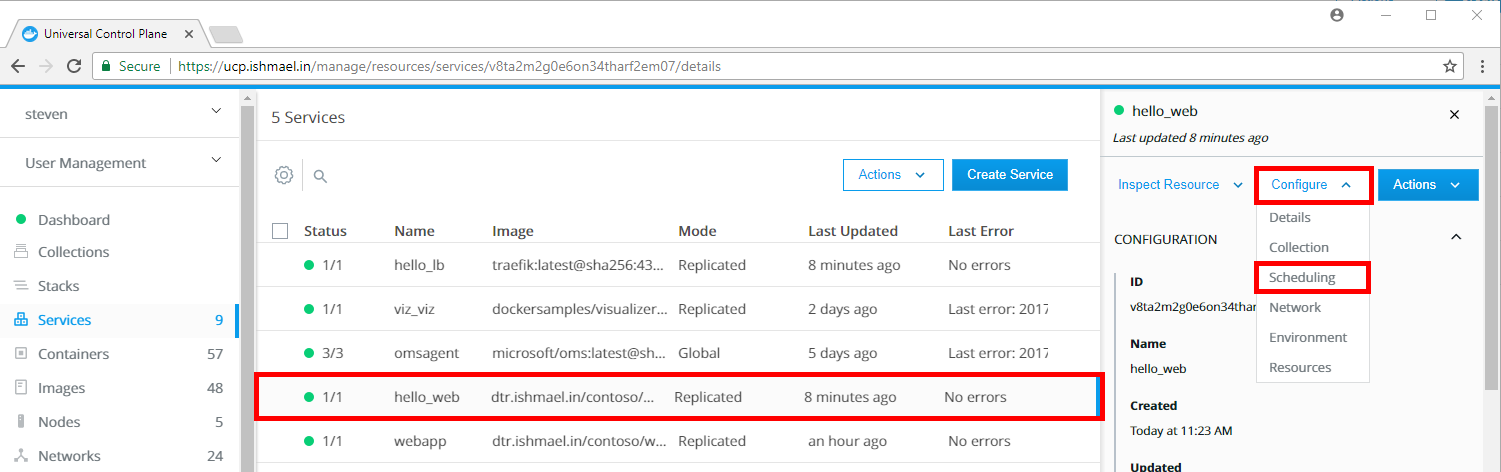 Universal Control Plane
Secure https://ucp.ishmael.in/manage/resources/services/v8ta2m2g0e6on34tharf2em07/details
steven
User Management
Dashboard
Collections
Stacks
Services 9
Containers 57
Images 48
Nodes 5
Networks 24
5 Services
Actions Create Service
Status Name Image Mode Last Updated Last Error
1/1 hello_lb traefik:latest@sha256:43... Replicated 8 minutes ago No errors
1/1 viz_viz dockersamples/visualizer... Replicated 2 days ago Last error: 2017
3/3 omsagent microsoft/oms:latest@sh... Global 5 days ago Last error: 2017
1/1 hello_web dtr.ishmael.in/contoso/... Replicated 8 minutes ago No errors
1/1 webapp dtr.ishmael.in/contoso/w... Replicated an hour ago No errors
hello_web
Last updated 8 minutes ago
Inspect Resource Configure Actions
Details
Collection
Scheduling
Network
Environment
Resources
CONFIGURATION
ID
v8ta2m2g0e6on34thar
Name
hello_web
Created
Today at 11:23 AM
Updated